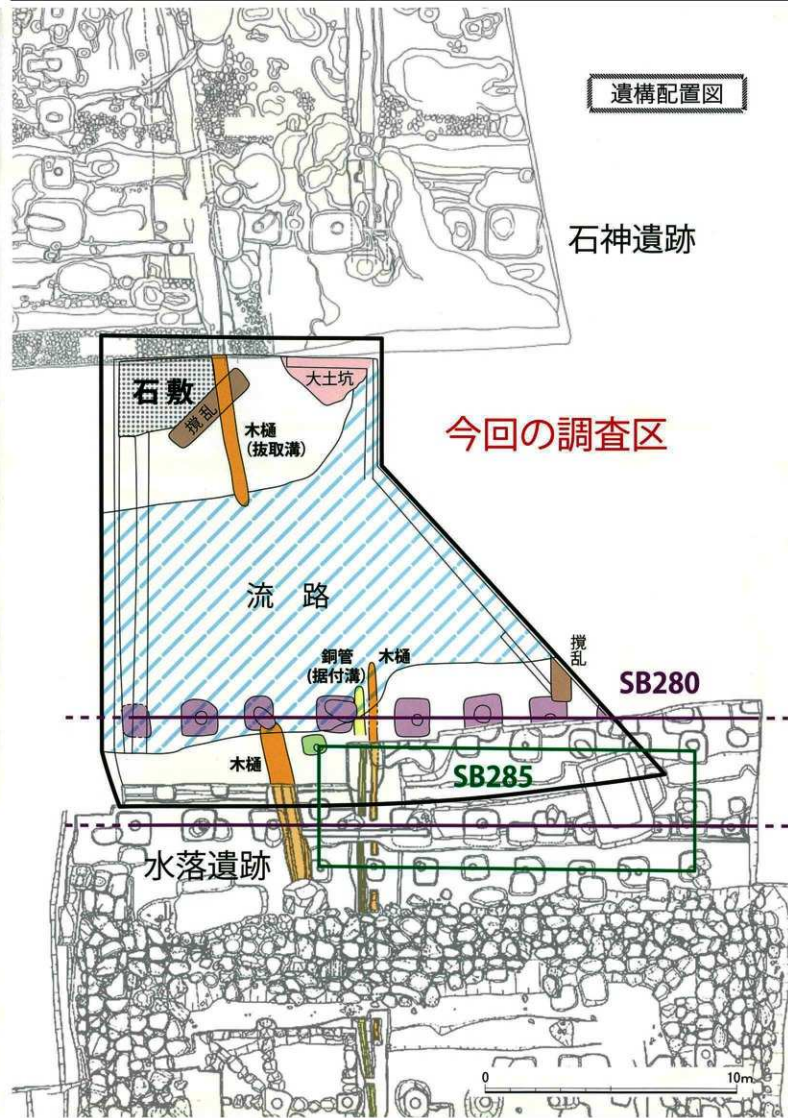 遺構配置図
石神遺跡
石敷
攪乱
大土坑
木樋
(抜取溝)
今回の調査区
流 路
銅管
(据付溝)
木樋
攪乱
SB280
木樋
SB285
水落遺跡
0 10m